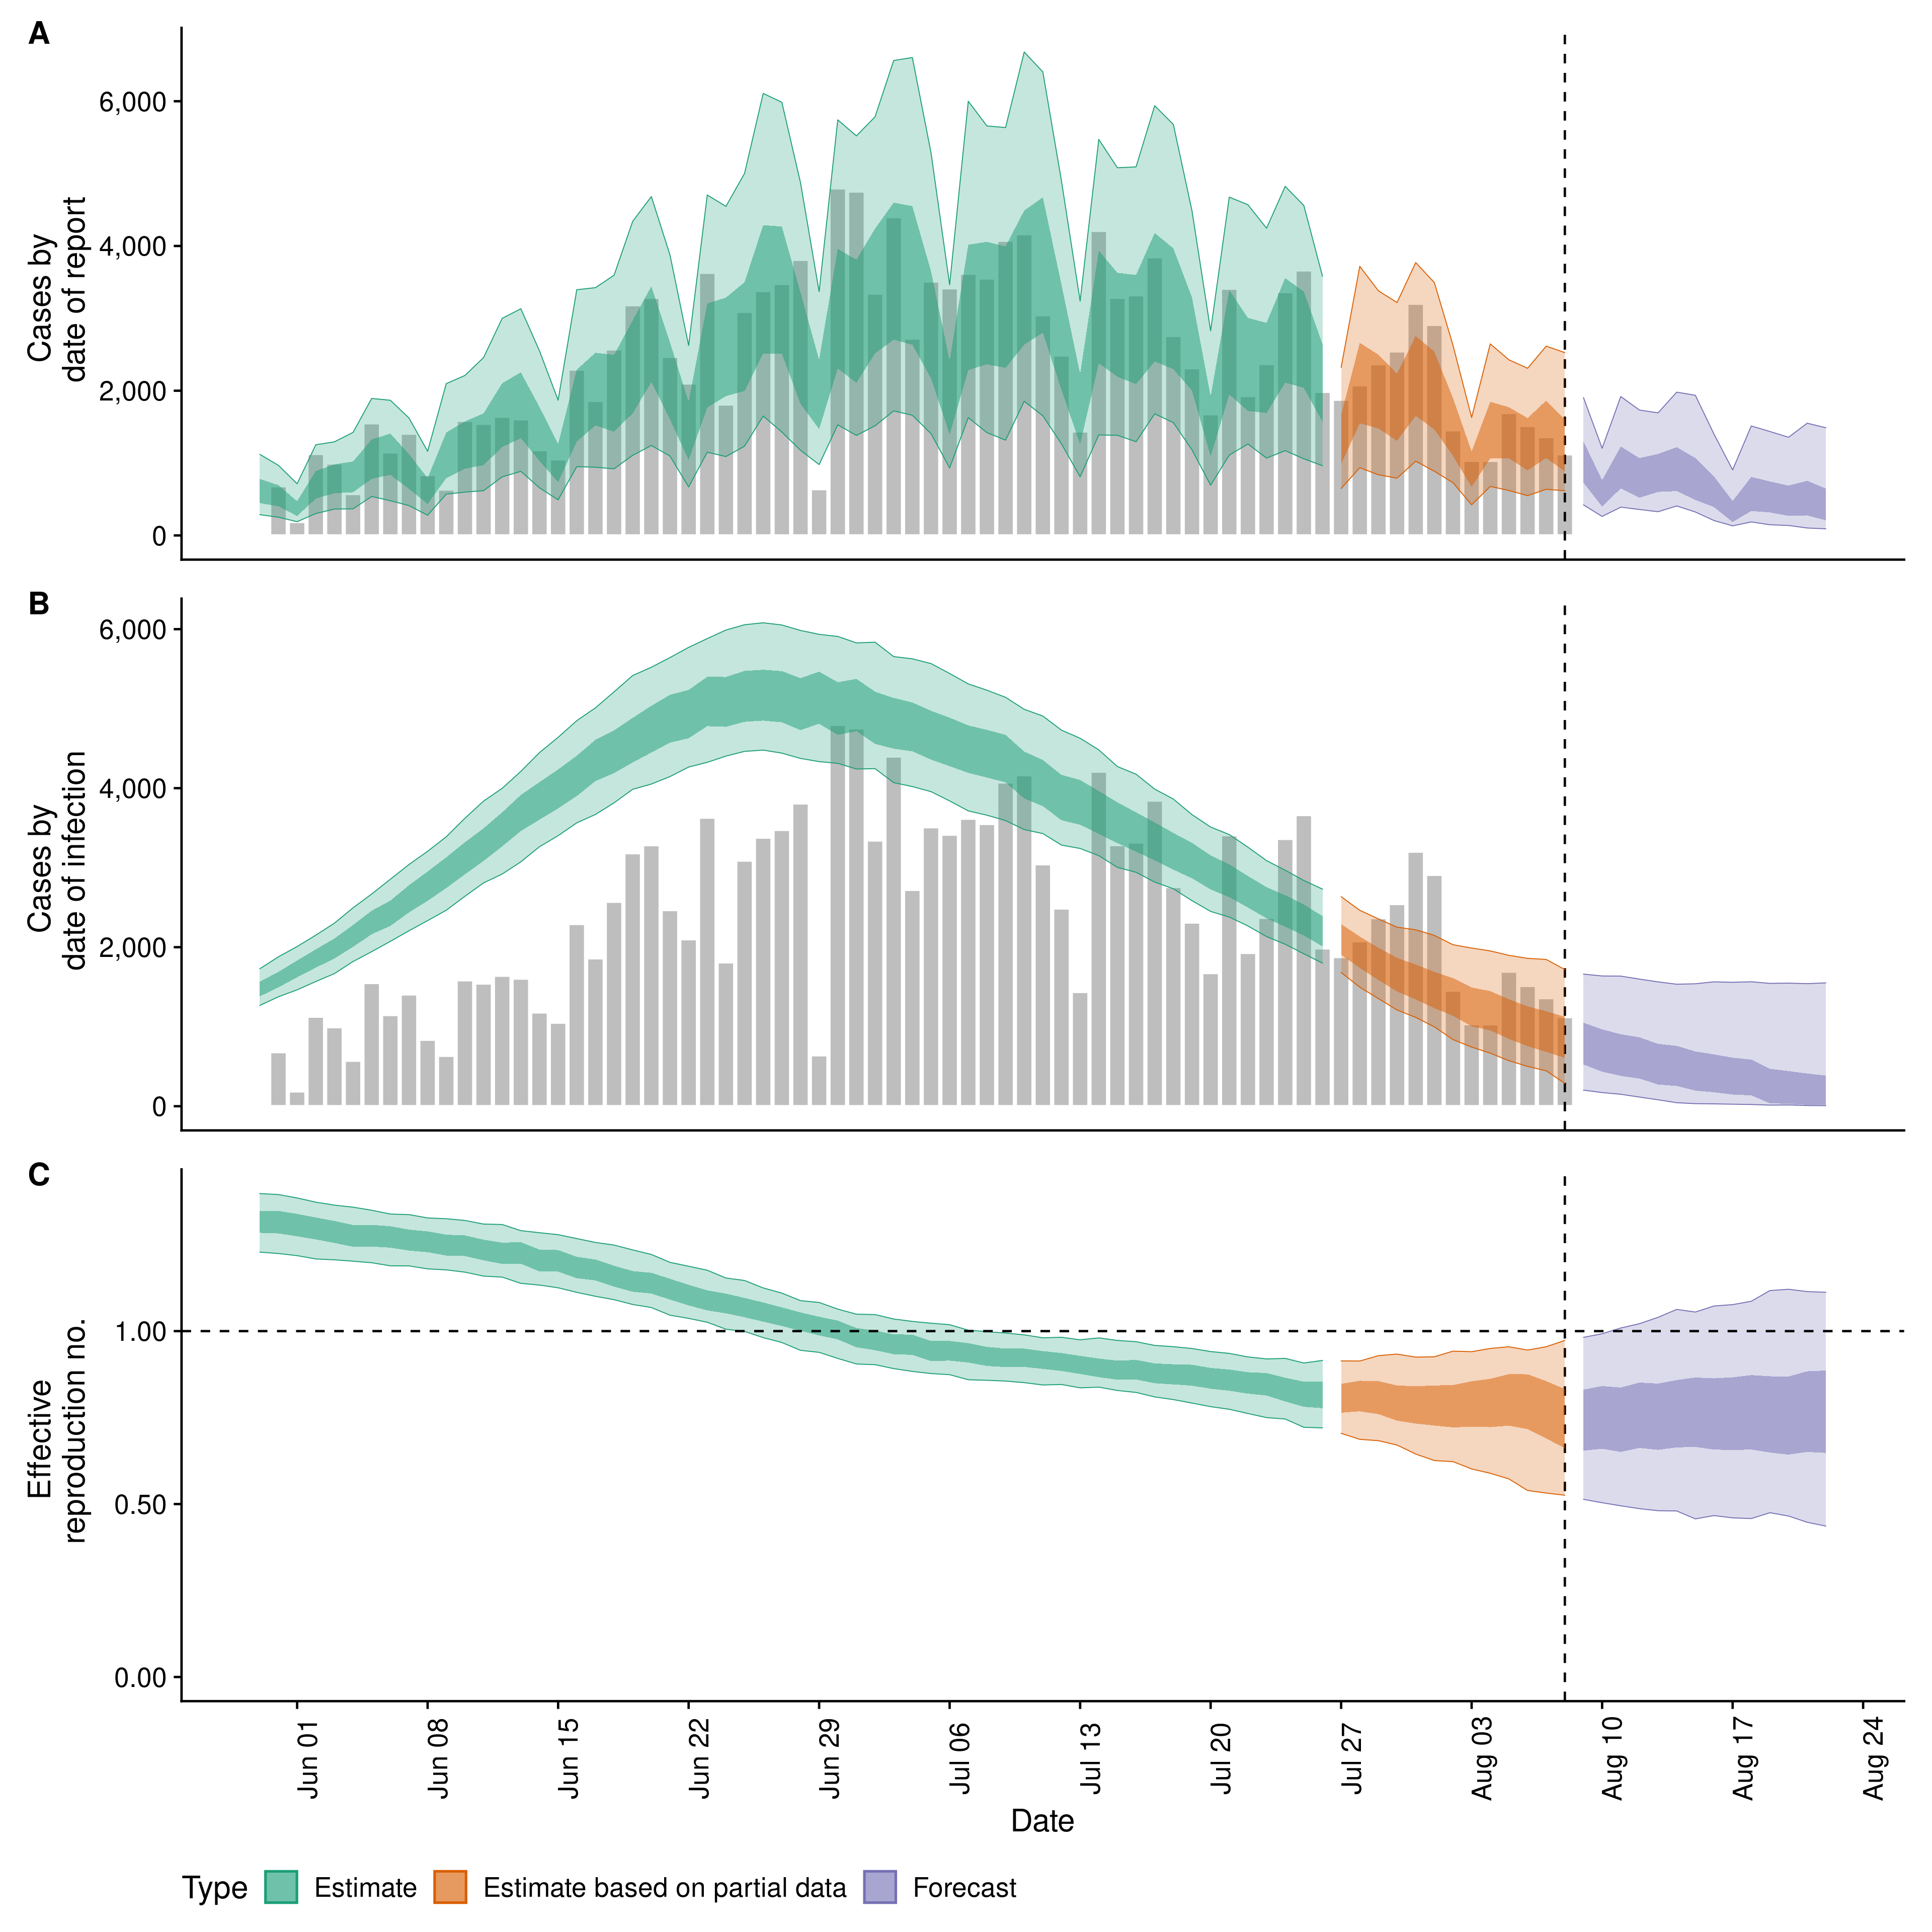 A
Cases by
date of report
6,000
4,000
2,000
0
B
Cases by
date of infection
6,000
4,000
2,000
0
C
Effective
reproduction no.
1.00
0.50
0.00
Jun 01
Jun 08
Jun 15
Jun 22
Jun 29
Jul 06
Jul 13
Jul 20
Jul 27
Aug 03
Aug 10
Aug 17
Aug 24
Date
Type Estimate Estimate based on partial data Forecast